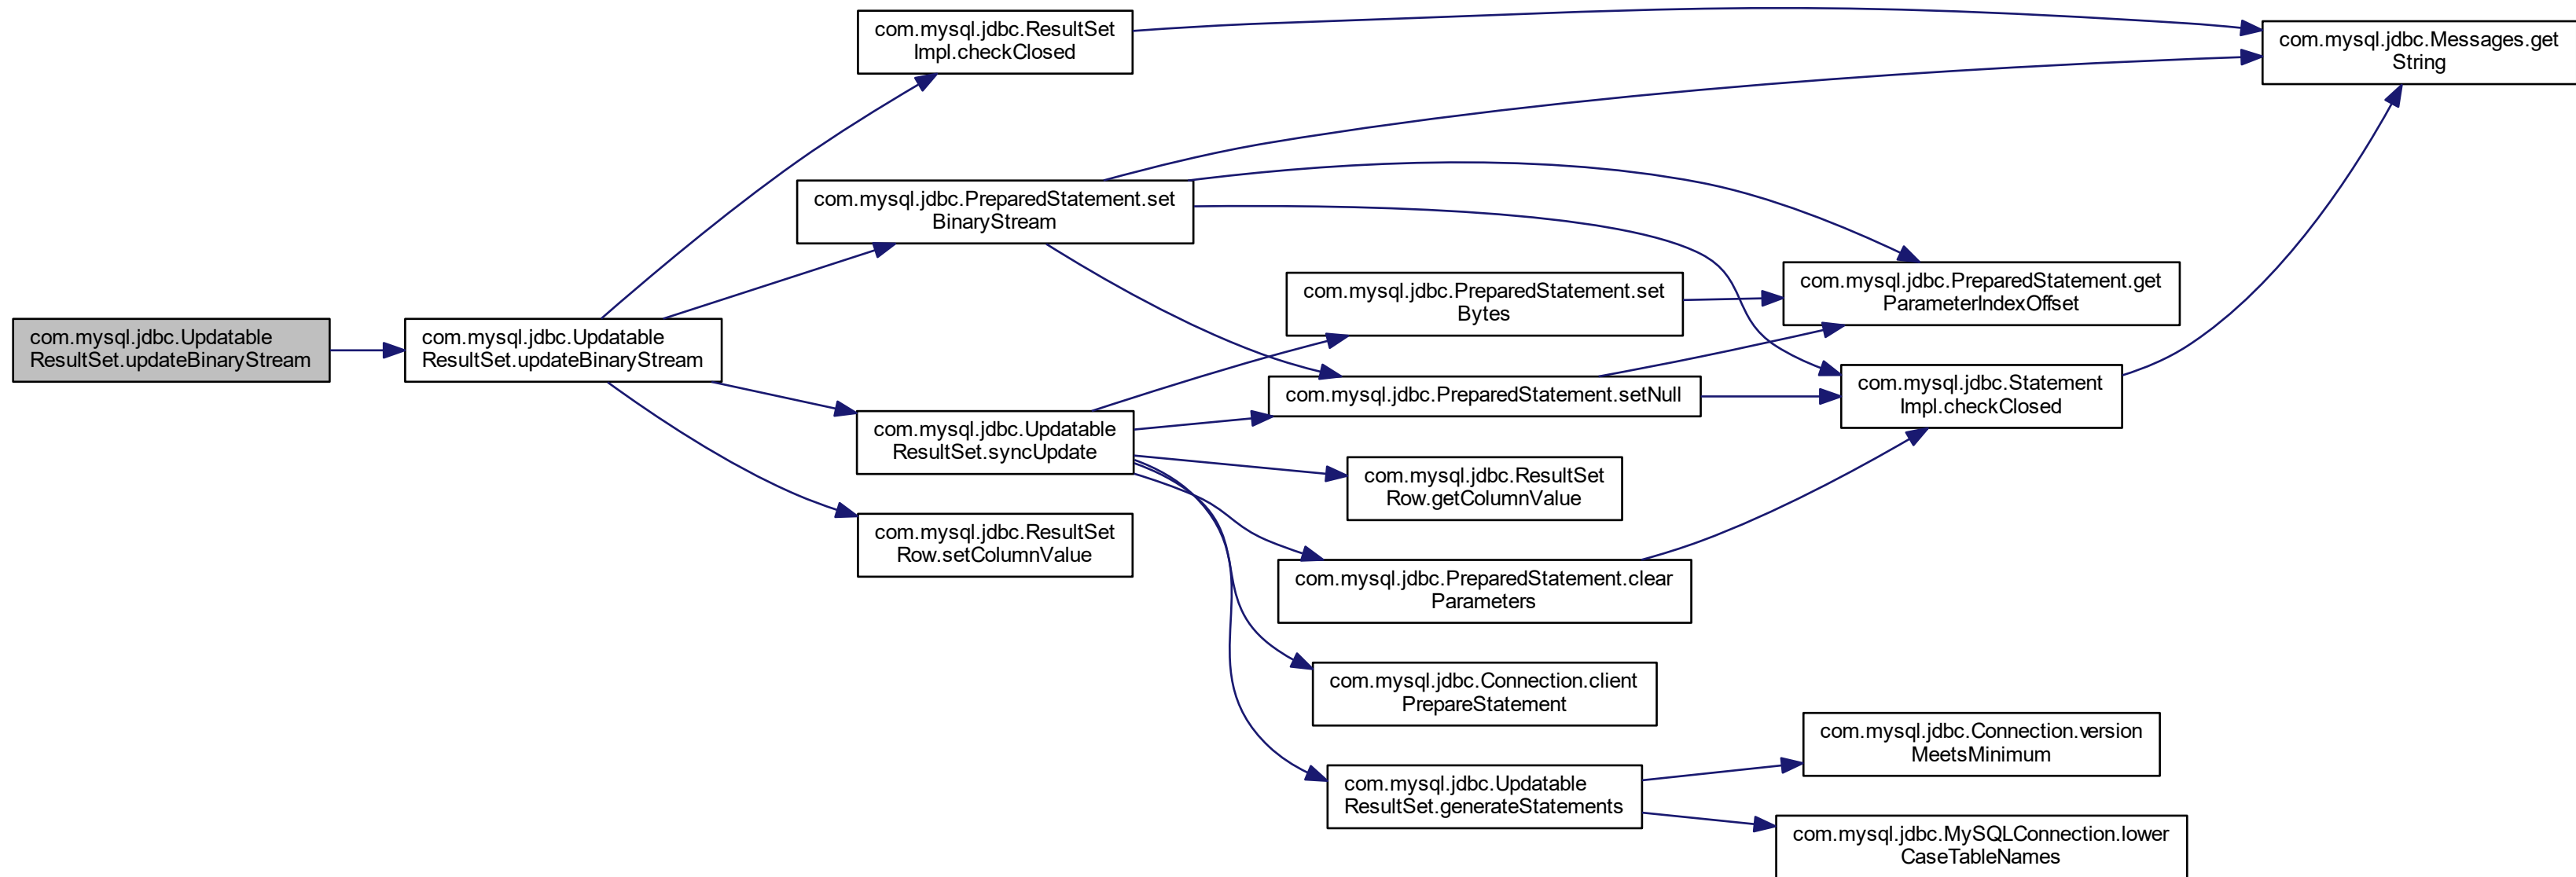 com.mysql.jdbc.Updatable
ResultSet.updateBinaryStream
com.mysql.jdbc.Updatable
ResultSet.updateBinaryStream
com.mysql.jdbc.ResultSet
Impl.checkClosed
com.mysql.jdbc.PreparedStatement.set
BinaryStream
com.mysql.jdbc.Updatable
ResultSet.syncUpdate
com.mysql.jdbc.ResultSet
Row.setColumnValue
com.mysql.jdbc.PreparedStatement.set
Bytes
com.mysql.jdbc.PreparedStatement.setNull
com.mysql.jdbc.ResultSet
Row.getColumnValue
com.mysql.jdbc.PreparedStatement.clear
Parameters
com.mysql.jdbc.Connection.client
PrepareStatement
com.mysql.jdbc.Updatable
ResultSet.generateStatements
com.mysql.jdbc.PreparedStatement.get
ParameterIndexOffset
com.mysql.jdbc.Statement
Impl.checkClosed
com.mysql.jdbc.Connection.version
MeetsMinimum
com.mysql.jdbc.MySQLConnection.lower
CaseTableNames
com.mysql.jdbc.Messages.get
String